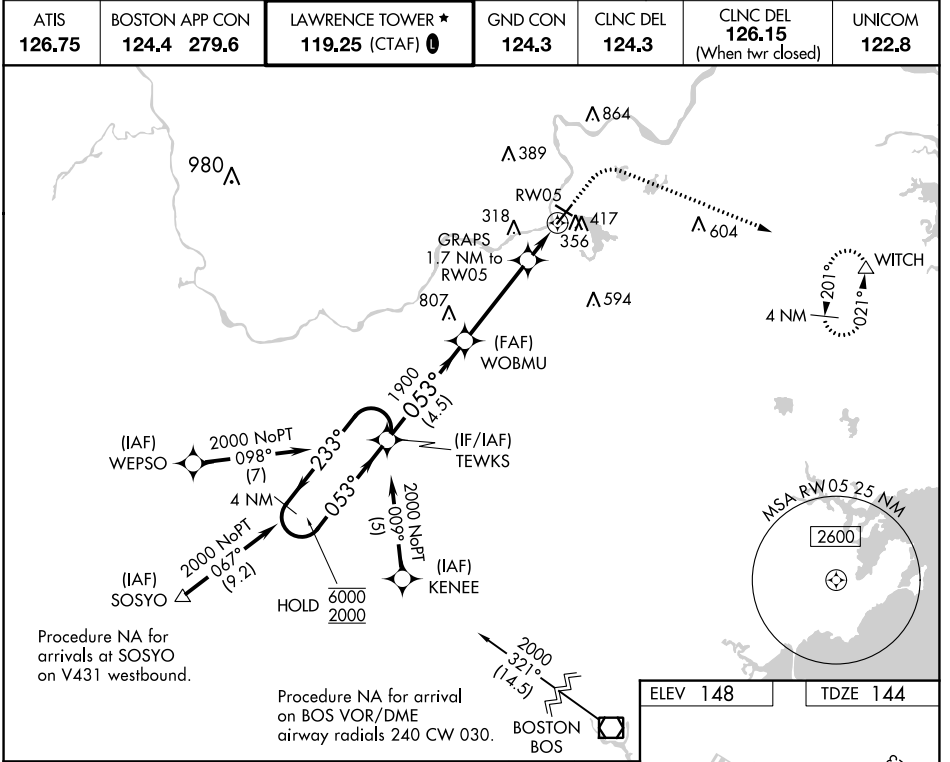 ATIS
126.75
BOSTON APP CON
124.4 279.6
LAWRENCE TOWER ★
119.25 (CTAF) L
GND CON
124.3
CLNC DEL
124.3
CLNC DEL
126.15
(When twr closed)
UNICOM
122.8
864
389
980
RW05
318
417
356
604
GRAPS
1.7 NM to
RW05
WITCH
201°
021°
4 NM
807
594
(FAF)
WOBMU
1900
053°
(4.5)
(IAF)
WEPSO
2000 NoPT
098°
(7)
233°
053°
4 NM
(IF/IAF)
TEWKS
2000 NoPT
009°
(5)
(IAF)
KENEE
2000 NoPT
067°
(9.2)
(IAF)
SOSYO
HOLD
6000
2000
MSA RW05 25 NM
2600
Procedure NA for
arrivals at SOSYO
on V431 westbound.
Procedure NA for arrival
on BOS VOR/DME
airway radials 240 CW 030.
2000
321°
(14.5)
BOSTON
BOS
ELEV 148
TDZE 144